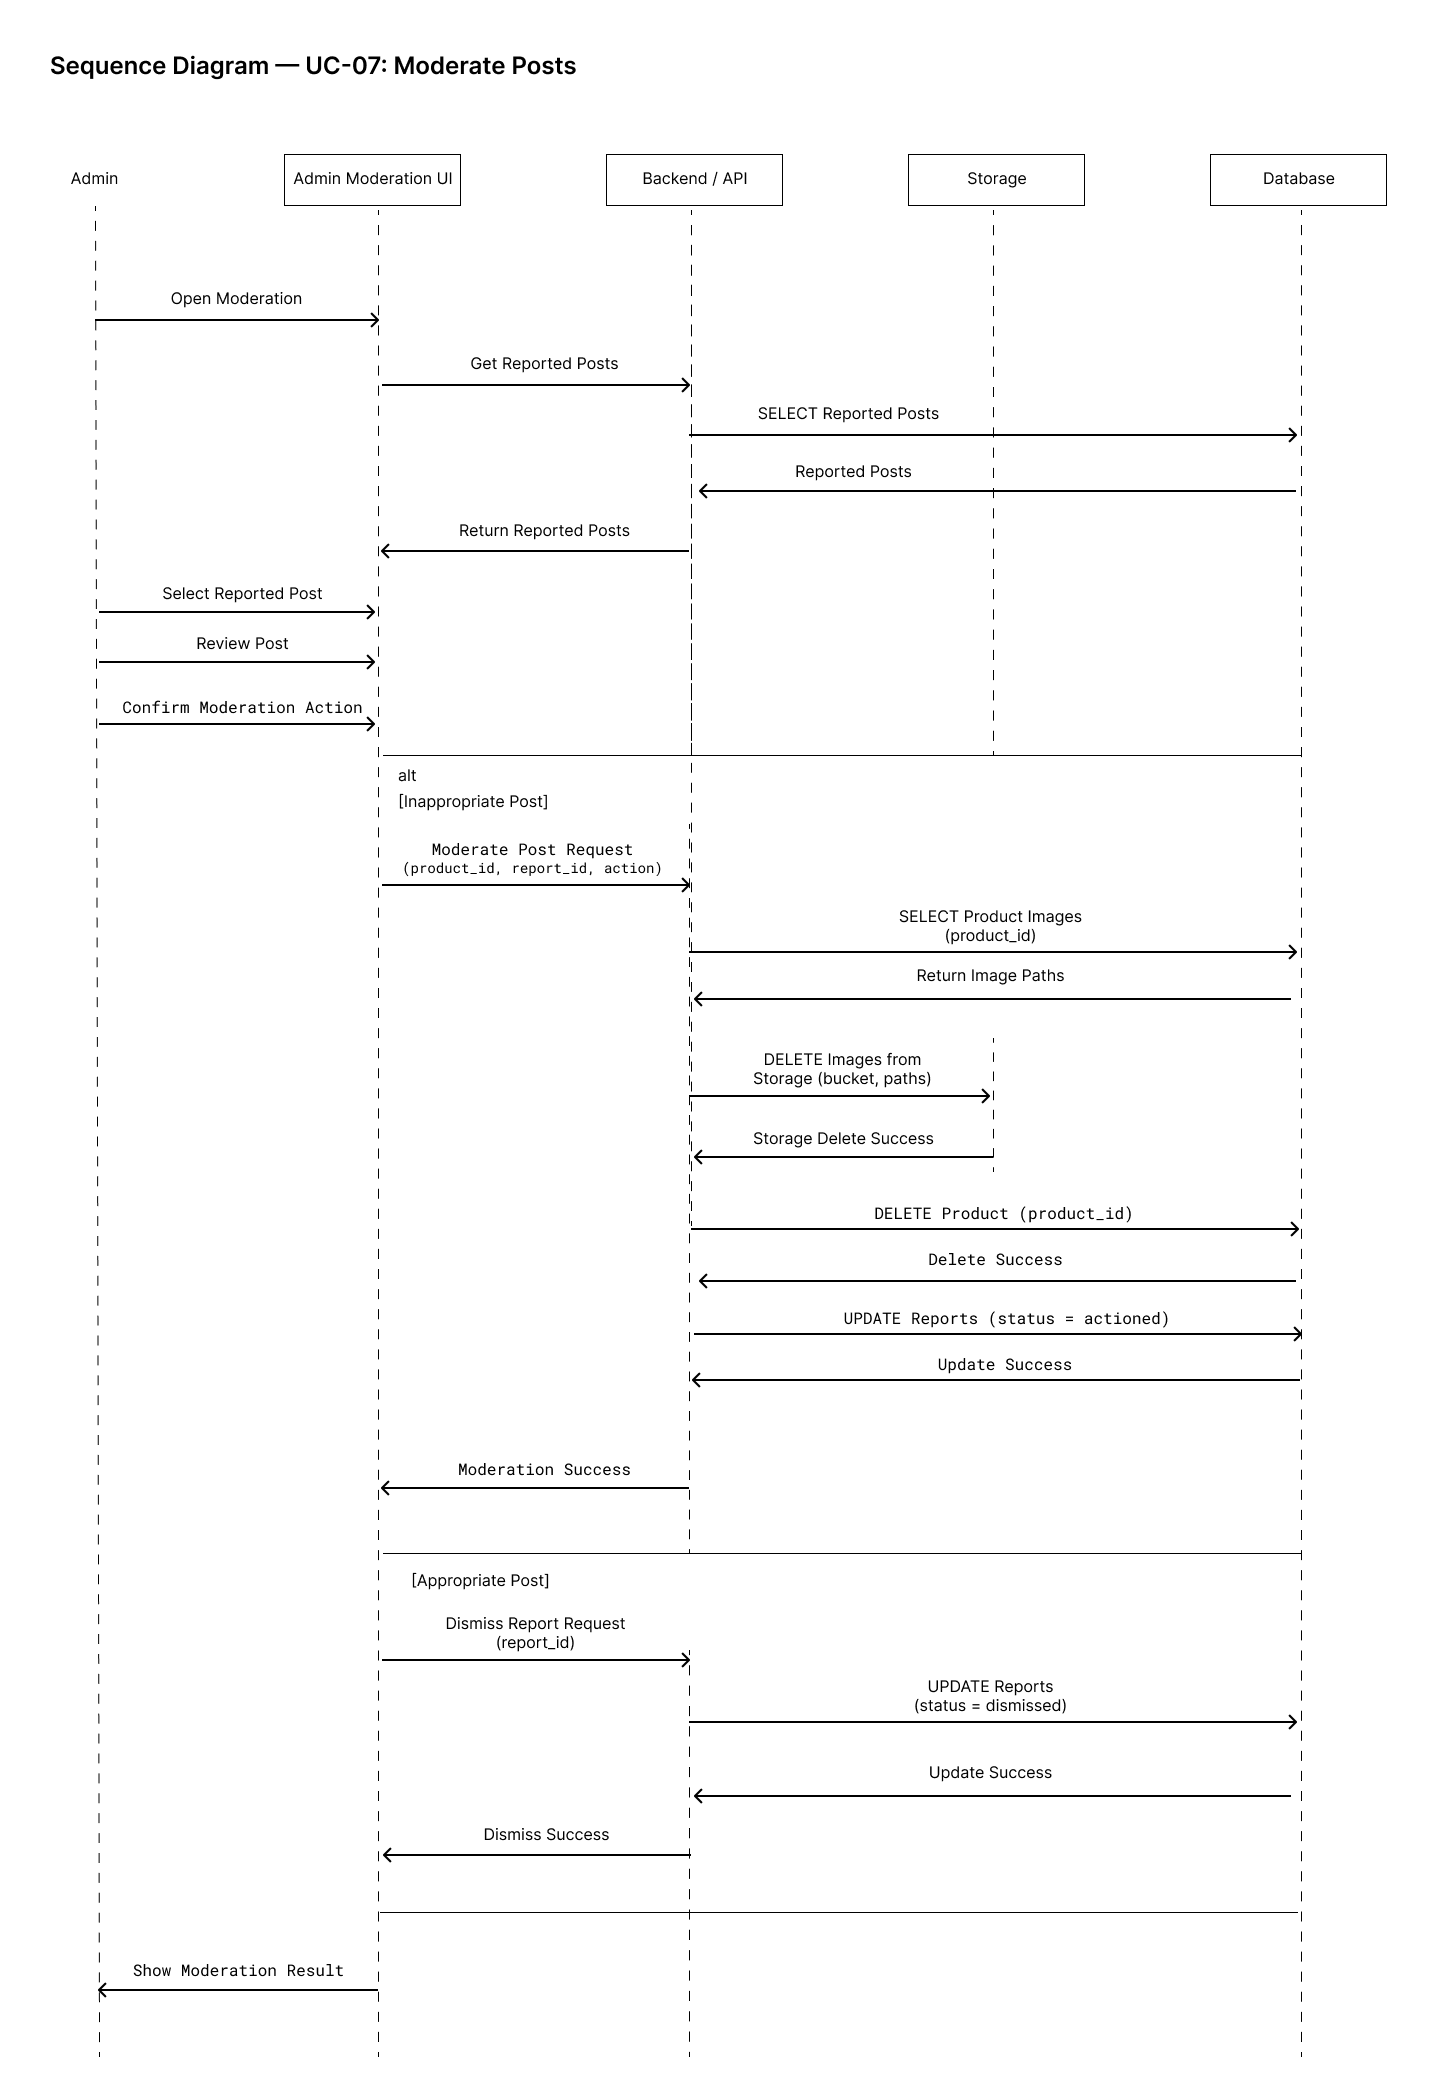 Sequence Diagram — UC-07: Moderate Posts
Admin
Admin Moderation UI
Backend / API
Storage
Database
Open Moderation
Get Reported Posts
SELECT Reported Posts
Reported Posts
Return Reported Posts
Select Reported Post
Review Post
Confirm Moderation Action
alt
[Inappropriate Post]
Moderate Post Request
(product_id, report_id, action)
SELECT Product Images
(product_id)
Return Image Paths
DELETE Images from
Storage (bucket, paths)
Storage Delete Success
DELETE Product (product_id)
Delete Success
UPDATE Reports (status = actioned)
Update Success
Moderation Success
[Appropriate Post]
Dismiss Report Request
(report_id)
UPDATE Reports
(status = dismissed)
Update Success
Dismiss Success
Show Moderation Result